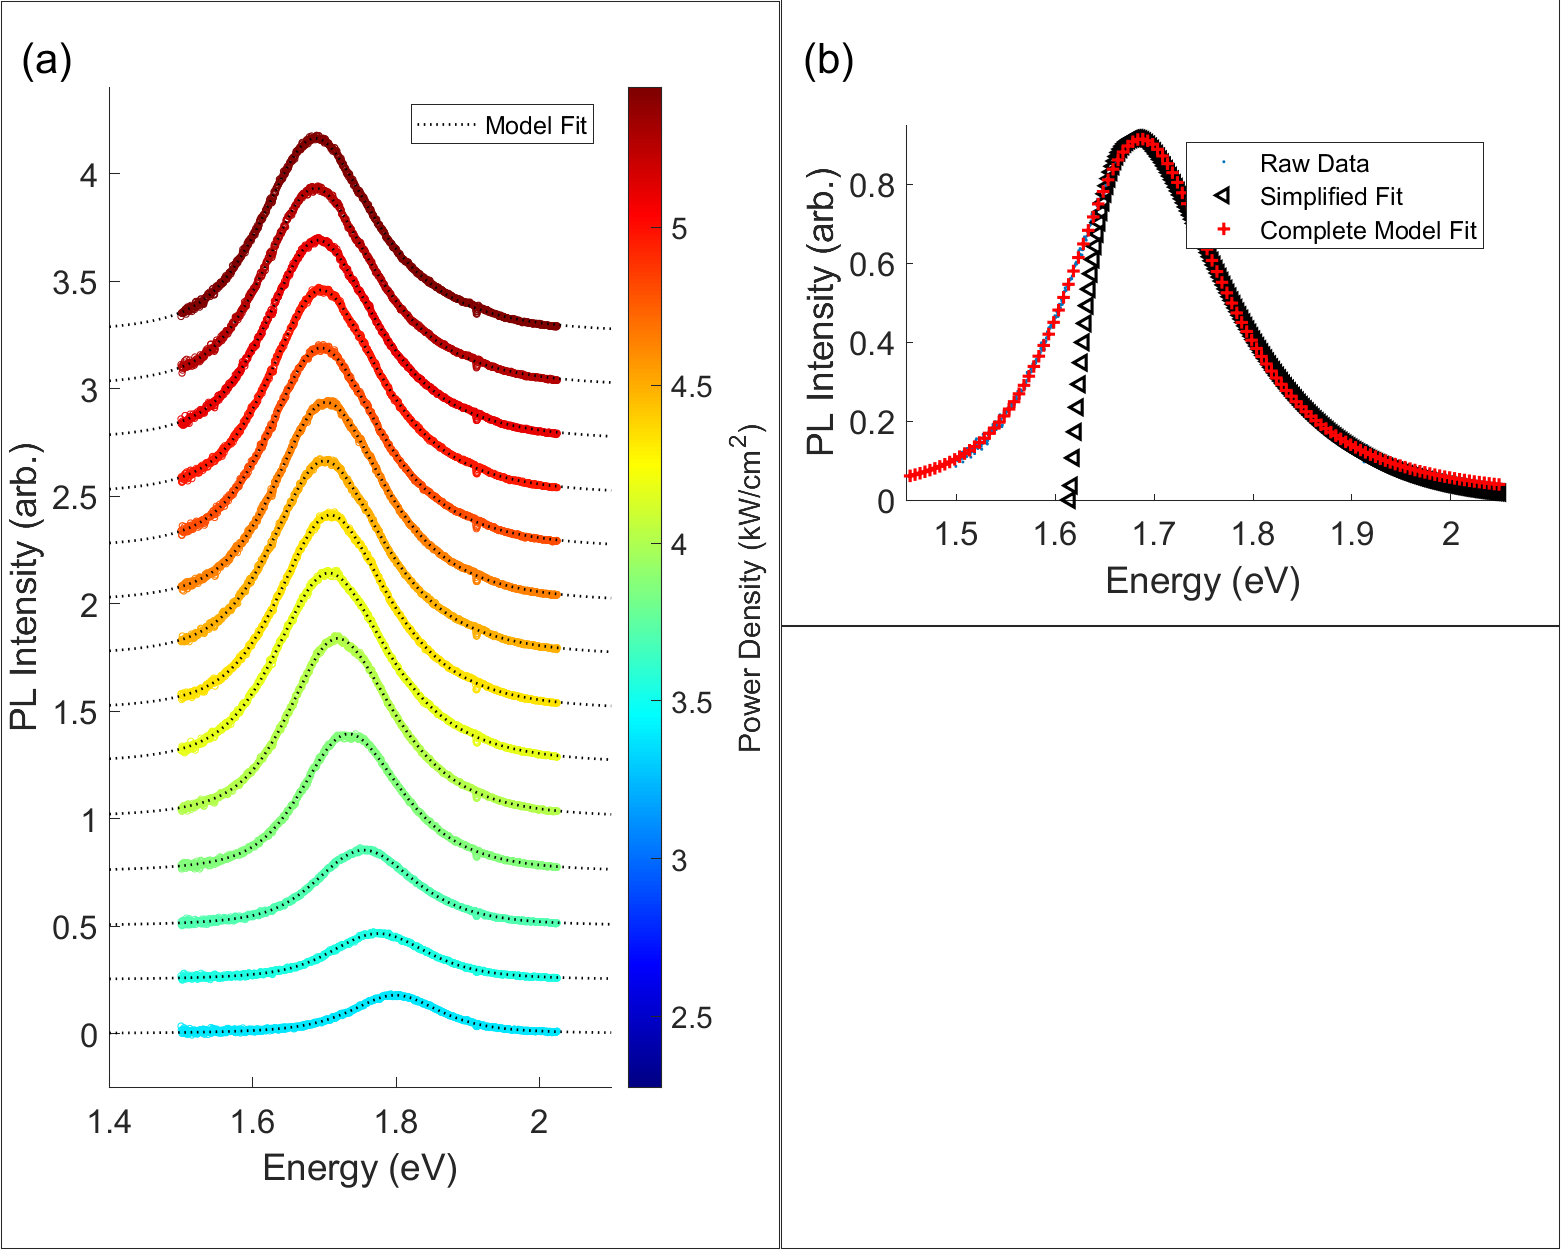 (a)
Model Fit
4
3.5
3
2.5
2
1.5
1
0.5
0
PL Intensity (arb.)
1.4 1.6 1.8 2
Energy (eV)
5
4.5
4
3.5
3
2.5
Power Density (kW/cm²)
(b)
Raw Data
Simplified Fit
Complete Model Fit
0.8
0.6
0.4
0.2
0
PL Intensity (arb.)
1.5 1.6 1.7 1.8 1.9 2
Energy (eV)